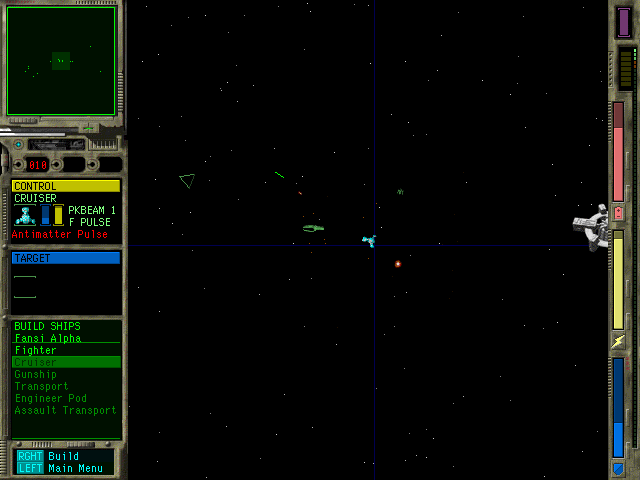 010
CONTROL
CRUISER
PKBEAM 1
F PULSE
Antimatter Pulse
TARGET
BUILD SHIPS
Fansi Alpha
Fighter
Cruiser
Gunship
Transport
Engineer Pod
Assault Transport
RGHT Build
LEFT Main Menu